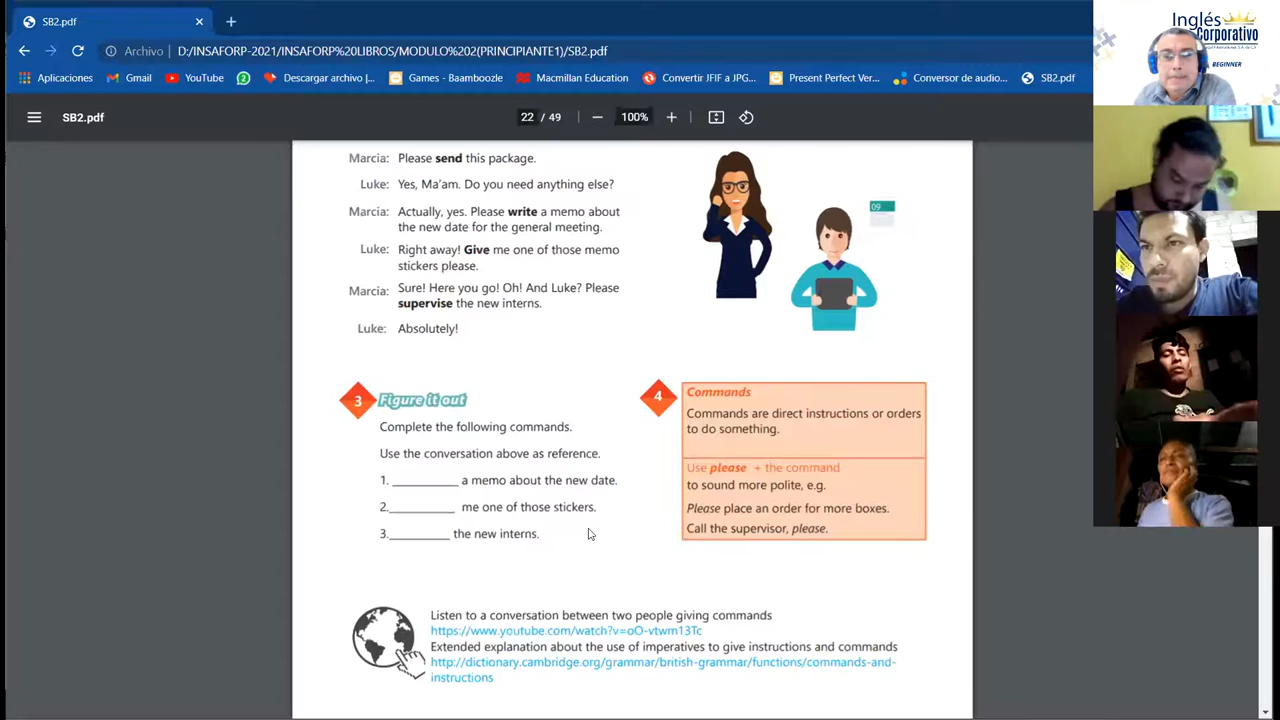 SB2.pdf
Archivo D:/INSAFORP-2021/INSAFORP%20LIBROS/MODULO%202(PRINCIPIANTE1)/SB2.pdf
Aplicaciones Gmail YouTube Descargar archivo |... Games - Baamboozle Macmillan Education Convertir JFIF a JPG... Present Perfect Ver... Conversor de audio... SB2.pdf
SB2.pdf 22 / 49 100%
Marcia: Please send this package.
Luke: Yes, Ma'am. Do you need anything else?
Marcia: Actually, yes. Please write a memo about
the new date for the general meeting.
Luke: Right away! Give me one of those memo
stickers please.
Marcia: Sure! Here you go! Oh! And Luke? Please
supervise the new interns.
Luke: Absolutely!
09
3 Figure it out
Complete the following commands.
Use the conversation above as reference.
1. __________ a memo about the new date.
2.__________ me one of those stickers.
3.__________ the new interns.
4
Commands
Commands are direct instructions or orders
to do something.
Use please + the command
to sound more polite, e.g.
Please place an order for more boxes.
Call the supervisor, please.
Listen to a conversation between two people giving commands
https://www.youtube.com/watch?v=oO-vtwm13Tc
Extended explanation about the use of imperatives to give instructions and commands
http://dictionary.cambridge.org/grammar/british-grammar/functions/commands-and-
instructions
Inglés
Corporativo
BEGINNER